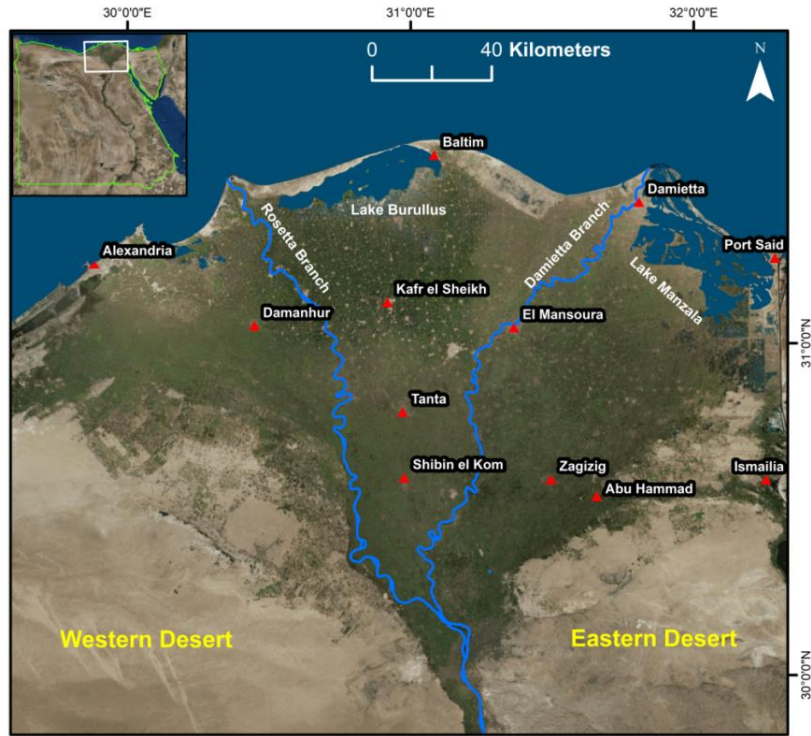 30°0'0"E
31°0'0"E
32°0'0"E
0 40 Kilometers
N
Baltim
Damietta
Lake Burullus
Rosetta Branch
Damietta Branch
Port Said
Alexandria
Lake Manzala
Kafr el Sheikh
Damanhur
El Mansoura
31°0'0"N
Tanta
Shibin el Kom
Zagizig
Ismailia
Abu Hammad
Western Desert
Eastern Desert
30°0'0"N